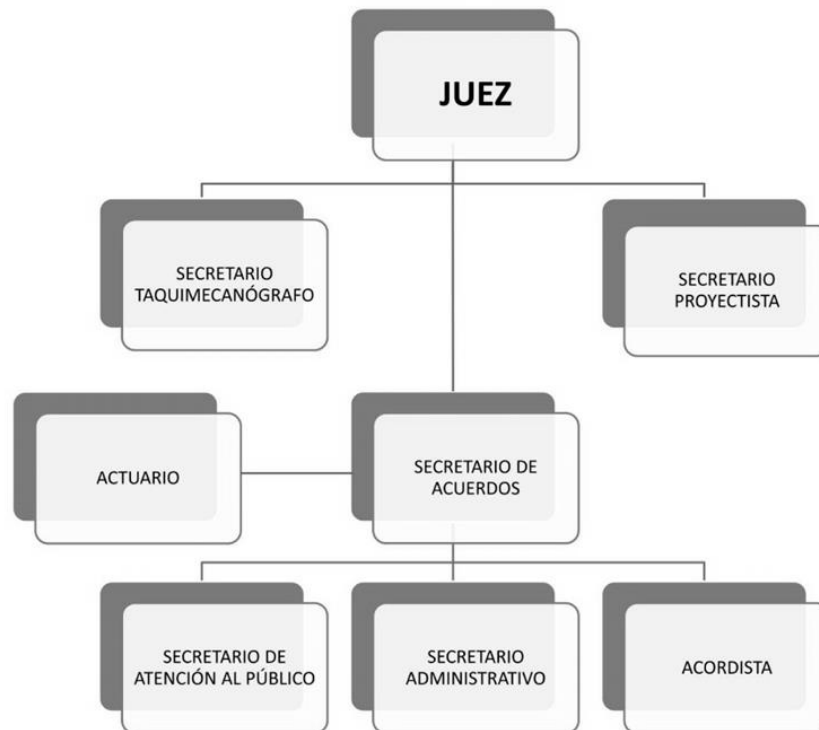 JUEZ
SECRETARIO
TAQUIMECANÓGRAFO
SECRETARIO
PROYECTISTA
ACTUARIO
SECRETARIO DE
ACUERDOS
SECRETARIO DE
ATENCIÓN AL PÚBLICO
SECRETARIO
ADMINISTRATIVO
ACORDISTA